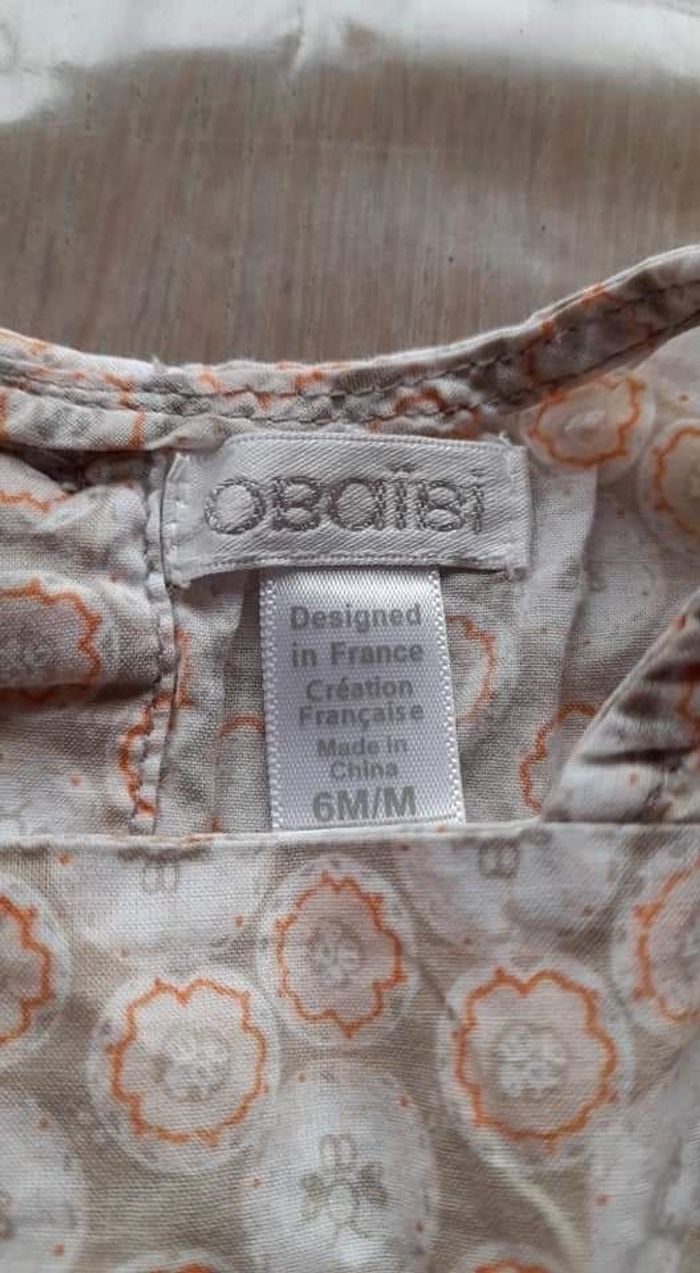 OBaïBi
Designed
in France
Création
Française
Made in
China
6M/M